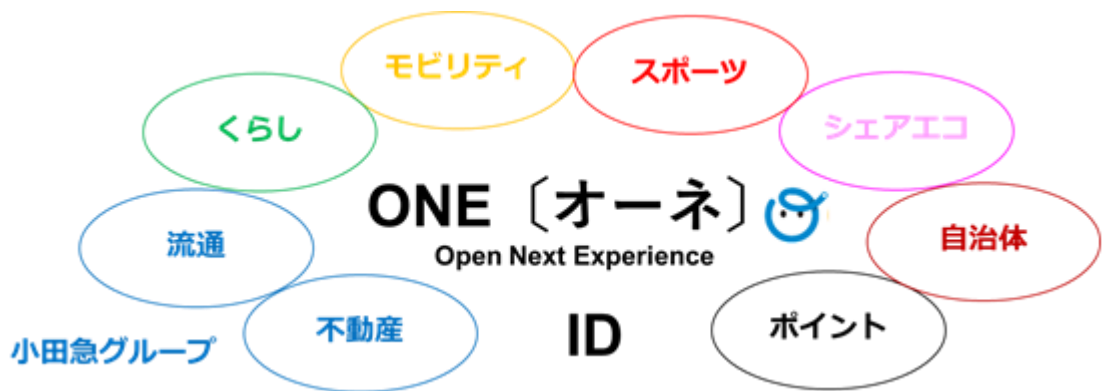 モビリティ
スポーツ
くらし
シェアエコ
ONE〔オーネ〕
流通
自治体
Open Next Experience
不動産
ID
ポイント
小田急グループ